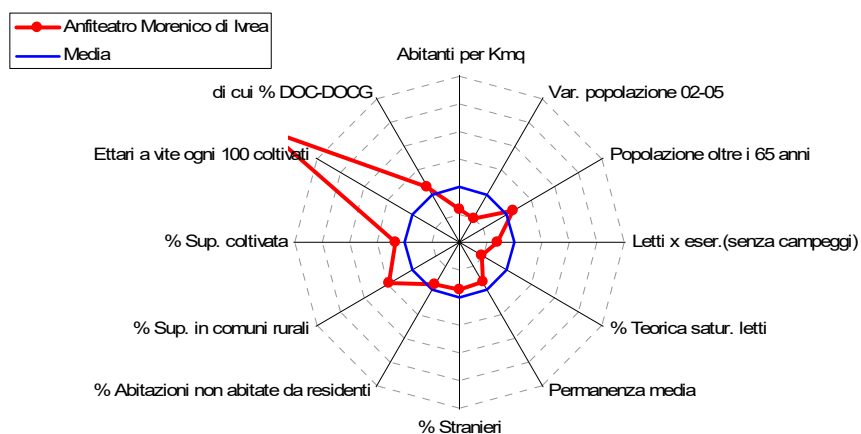 Anfiteatro Morenico di Ivrea
Media
Abitanti per Kmq
di cui % DOC-DOCG
Var. popolazione 02-05
Ettari a vite ogni 100 coltivati
Popolazione oltre i 65 anni
% Sup. coltivata
Letti x eser.(senza campeggi)
% Sup. in comuni rurali
% Teorica satur. letti
% Abitazioni non abitate da residenti
Permanenza media
% Stranieri